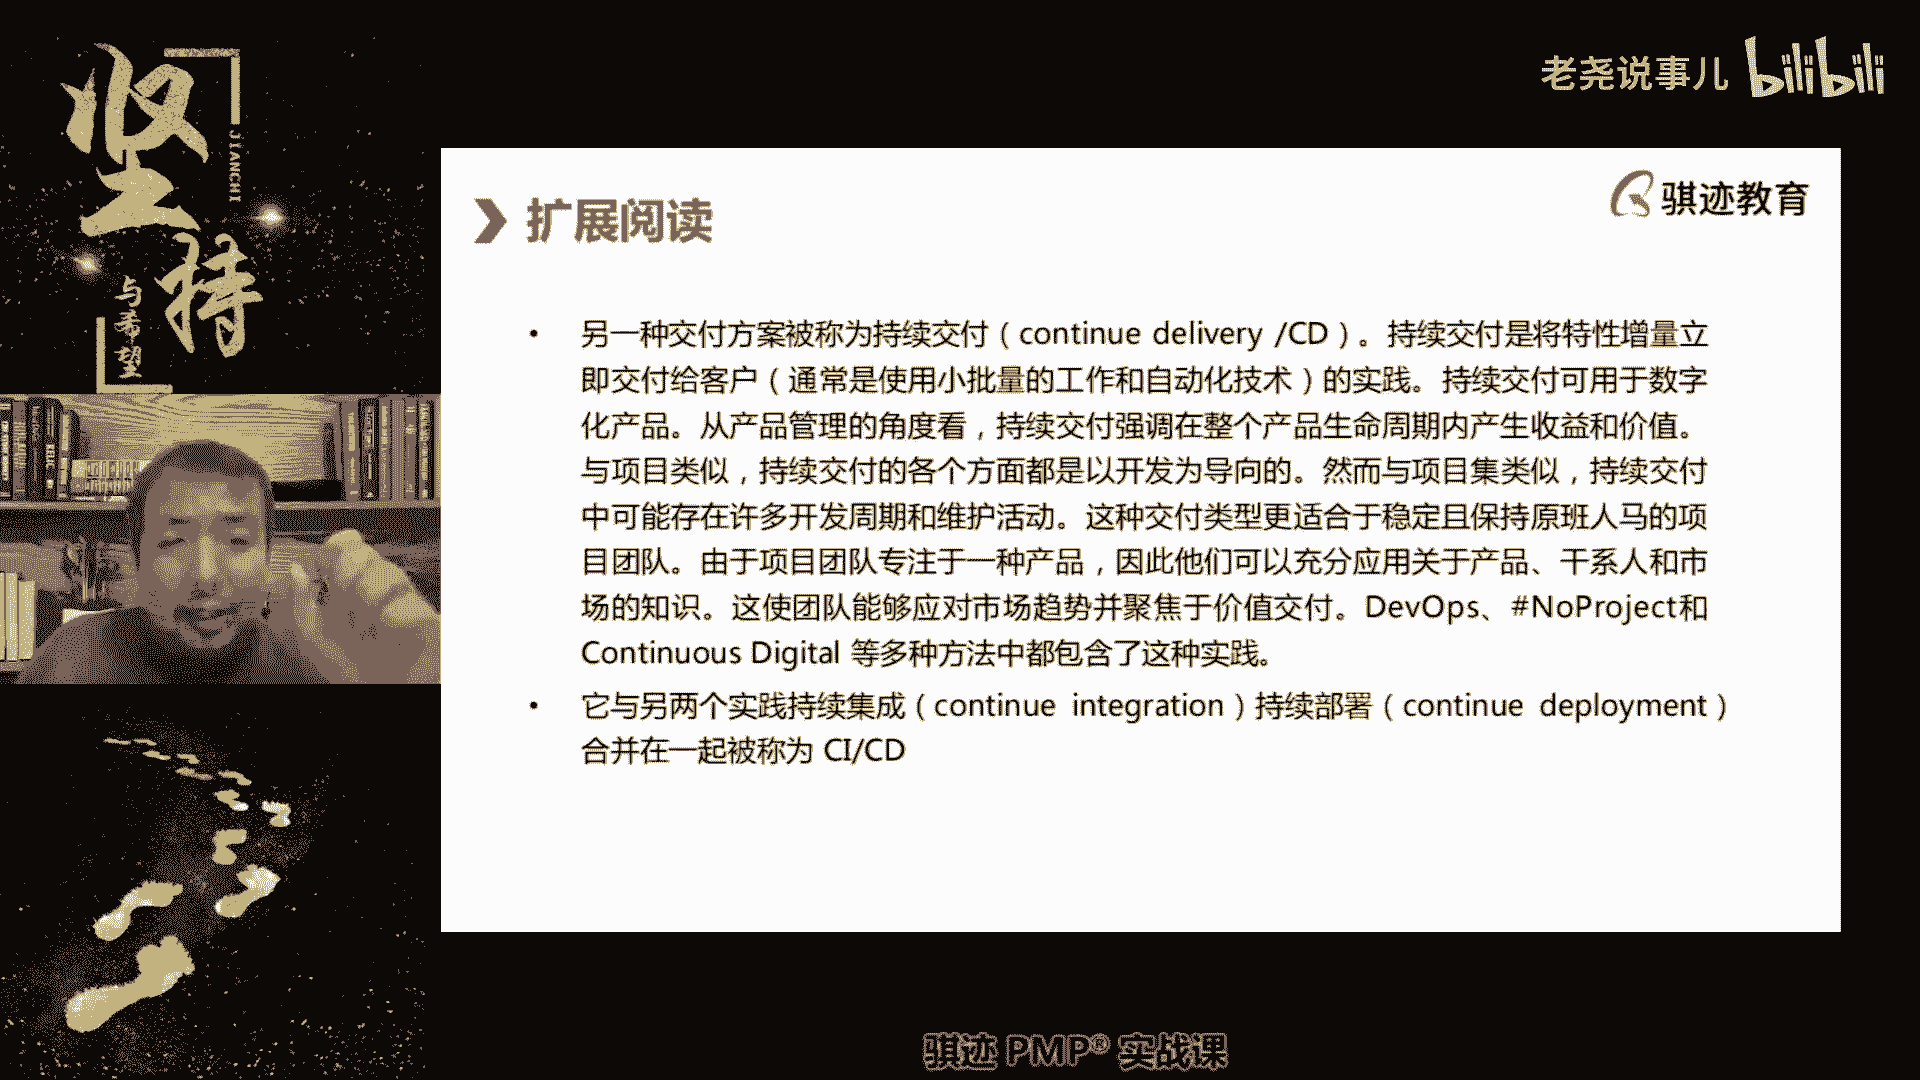 坚持
JIANCHI
与希望
老尧说事儿 bilibili
骐迹教育
扩展阅读
• 另一种交付方案被称为持续交付（continue delivery /CD）。持续交付是将特性增量立
即交付给客户（通常是使用小批量的工作和自动化技术）的实践。持续交付可用于数字
化产品。从产品管理的角度看，持续交付强调在整个产品生命周期内产生收益和价值。
与项目类似，持续交付的各个方面都是以开发为导向的。然而与项目集类似，持续交付
中可能存在许多开发周期和维护活动。这种交付类型更适合于稳定且保持原班人马的项
目团队。由于项目团队专注于一种产品，因此他们可以充分应用关于产品、干系人和市
场的知识。这使团队能够应对市场趋势并聚焦于价值交付。DevOps、#NoProject和
Continuous Digital 等多种方法中都包含了这种实践。
• 它与另两个实践持续集成（continue integration）持续部署（continue deployment）
合并在一起被称为 CI/CD
骐迹 PMP® 实战课